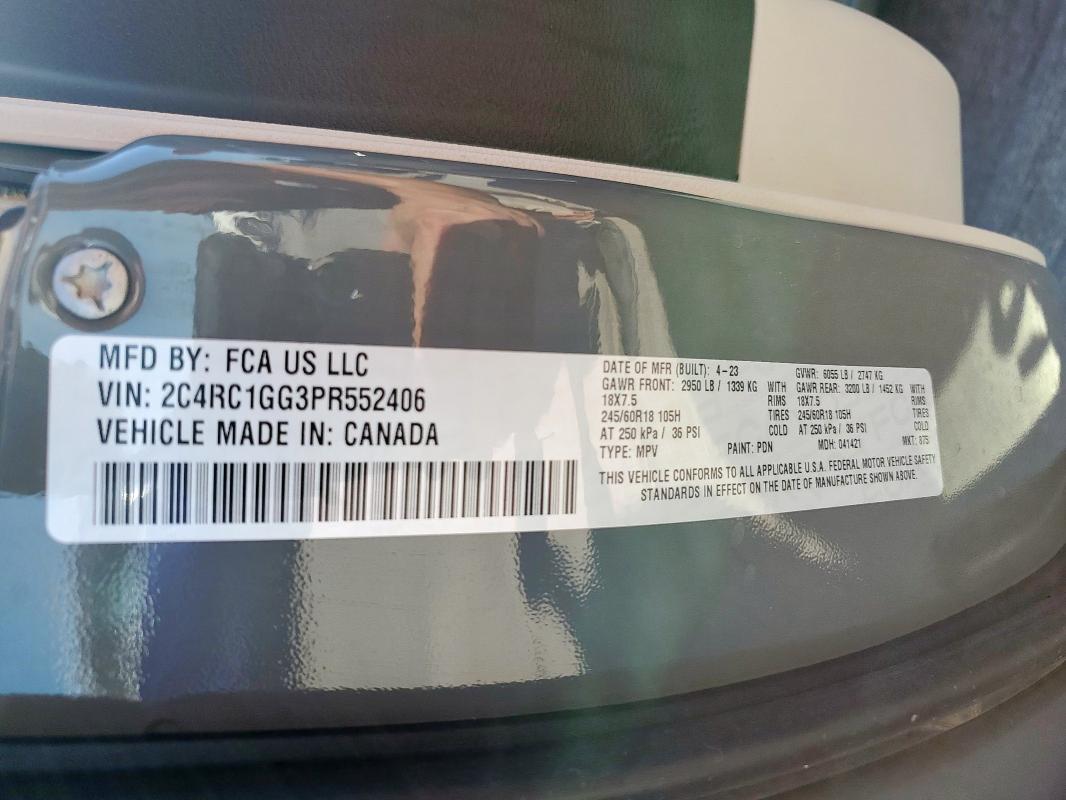 MFD BY: FCA US LLC
VIN: 2C4RC1GG3PR552406
VEHICLE MADE IN: CANADA
DATE OF MFR (BUILT): 4-23 GVWR: 6055 LB / 2747 KG
GAWR FRONT: 2950 LB / 1339 KG WITH GAWR REAR: 3200 LB / 1452 KG WITH
18X7.5 RIMS 18X7.5 RIMS
245/60R18 105H TIRES 245/60R18 105H TIRES
AT 250 kPa / 36 PSI COLD AT 250 kPa / 36 PSI COLD
TYPE: MPV PAINT: PDN MDH: 041421 MKT: 875
THIS VEHICLE CONFORMS TO ALL APPLICABLE U.S.A. FEDERAL MOTOR VEHICLE SAFETY
STANDARDS IN EFFECT ON THE DATE OF MANUFACTURE SHOWN ABOVE.